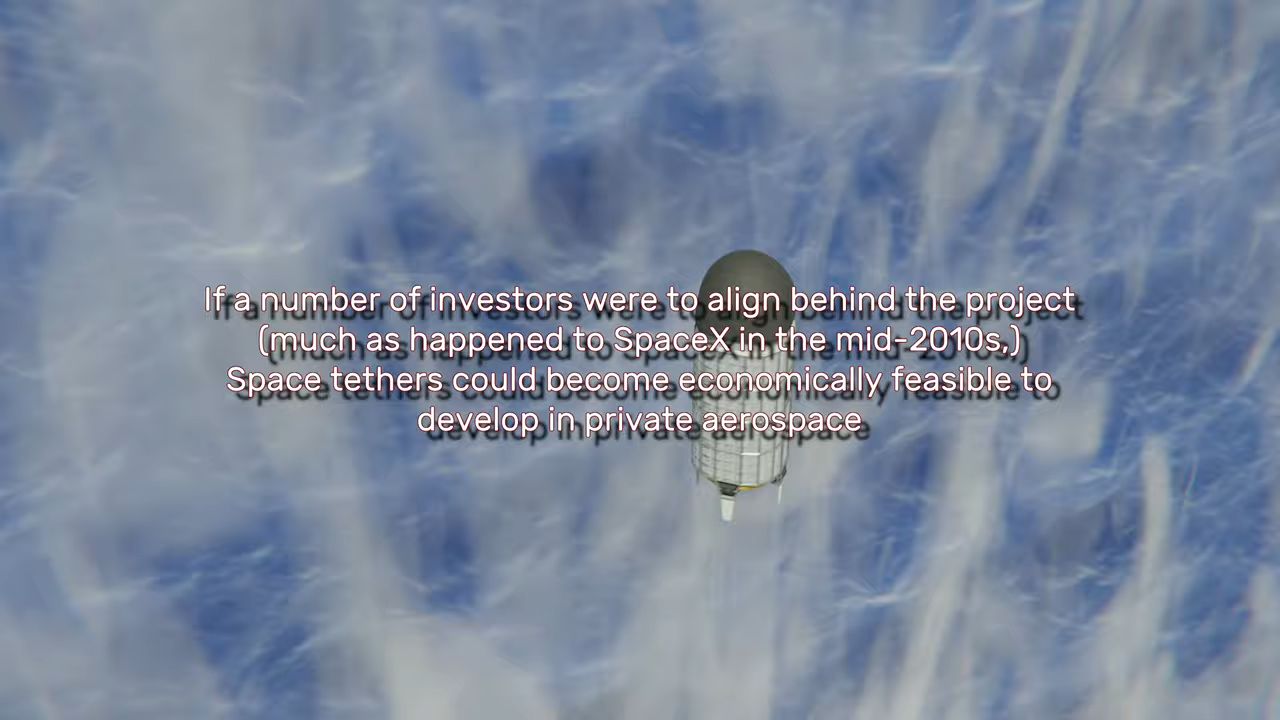 If a number of investors were to align behind the project
(much as happened to SpaceX in the mid-2010s,)
Space tethers could become economically feasible to
develop in private aerospace